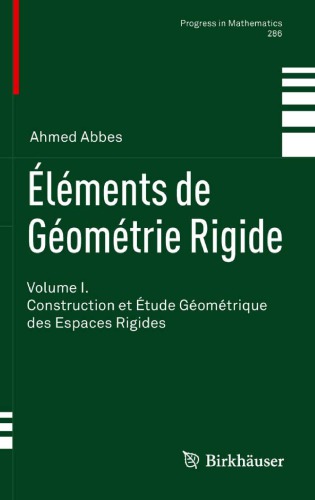 Progress in Mathematics
286
Ahmed Abbes
Éléments de
Géométrie Rigide
Volume I.
Construction et Étude Géométrique
des Espaces Rigides
Birkhäuser